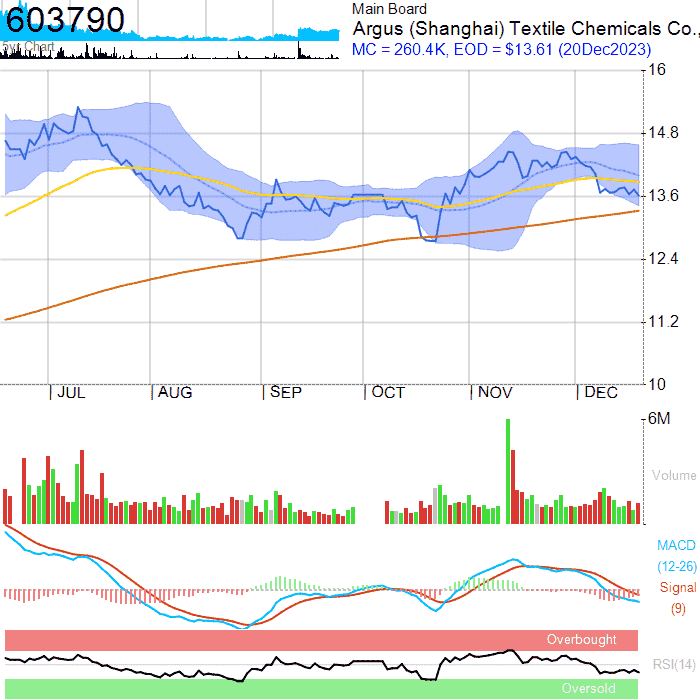 603790
5yr Chart
Main Board
Argus (Shanghai) Textile Chemicals Co.,
MC = 260.4K, EOD = $13.61 (20Dec2023)
16
14.8
13.6
12.4
11.2
10
JUL AUG SEP OCT NOV DEC
6M
Volume
MACD
(12-26)
Signal
(9)
Overbought
RSI(14)
Oversold